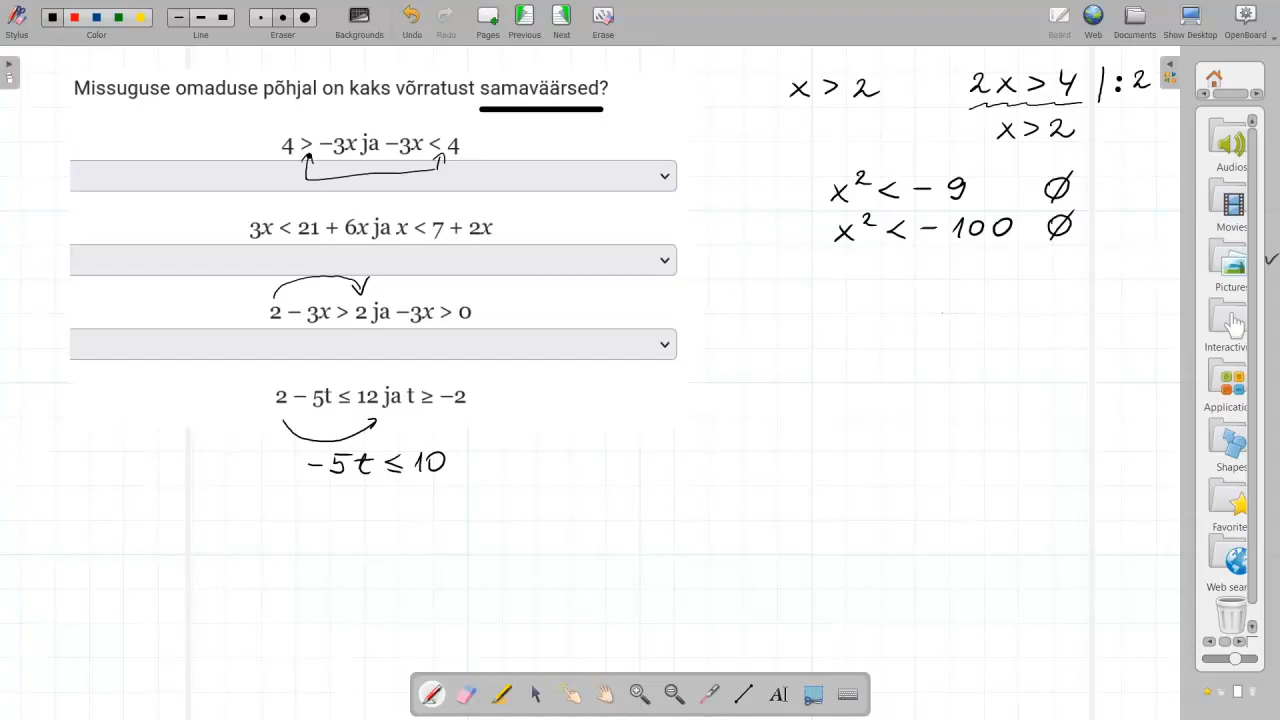 Stylus Color Line Eraser Backgrounds Undo Redo Pages Previous Next Erase Board Web Documents Show Desktop OpenBoard
Missuguse omaduse põhjal on kaks võrratust samaväärsed?
4 > −3x ja −3x < 4
3x < 21 + 6x ja x < 7 + 2x
2 − 3x > 2 ja −3x > 0
2 − 5t ≤ 12 ja t ≥ −2
−5t ≤ 10
x > 2
2x > 4 | : 2
x > 2
x² < − 9 ∅
x² < − 100 ∅
Audios
Movies
Pictures
Interactivi
Applicatic
Shapes
Favorite
Web sear